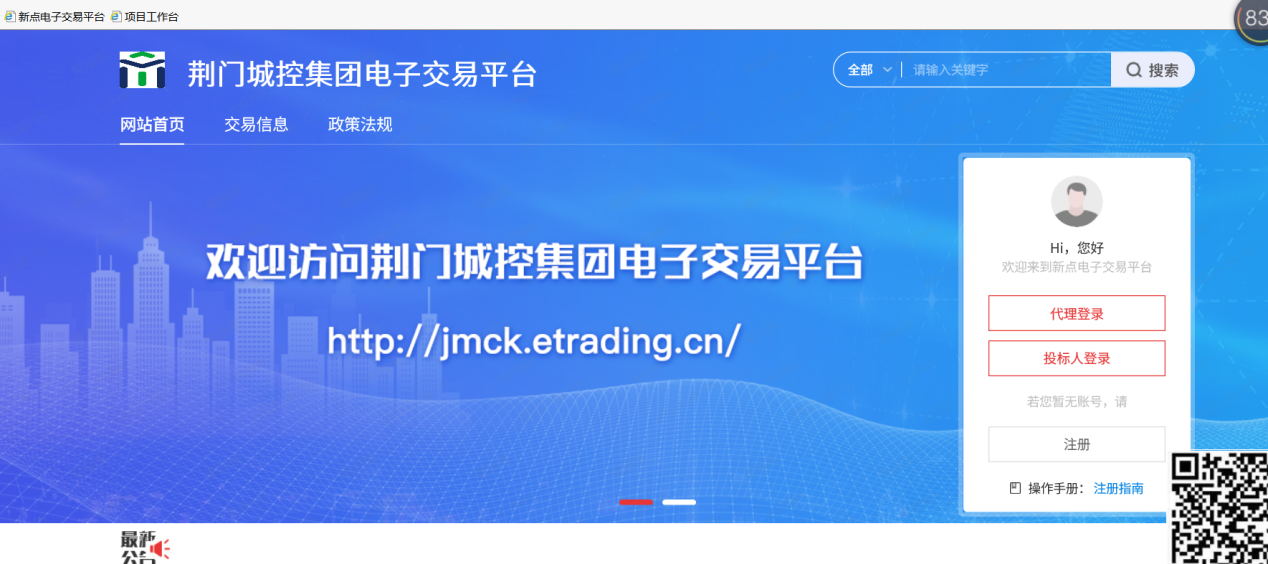 新点电子交易平台 项目工作台
83
荆门城控集团电子交易平台
全部 请输入关键字 搜索
网站首页 交易信息 政策法规
欢迎访问荆门城控集团电子交易平台
http://jmck.etrading.cn/
Hi，您好
欢迎来到新点电子交易平台
代理登录
投标人登录
若您暂无账号，请
注册
操作手册： 注册指南
最新
公告